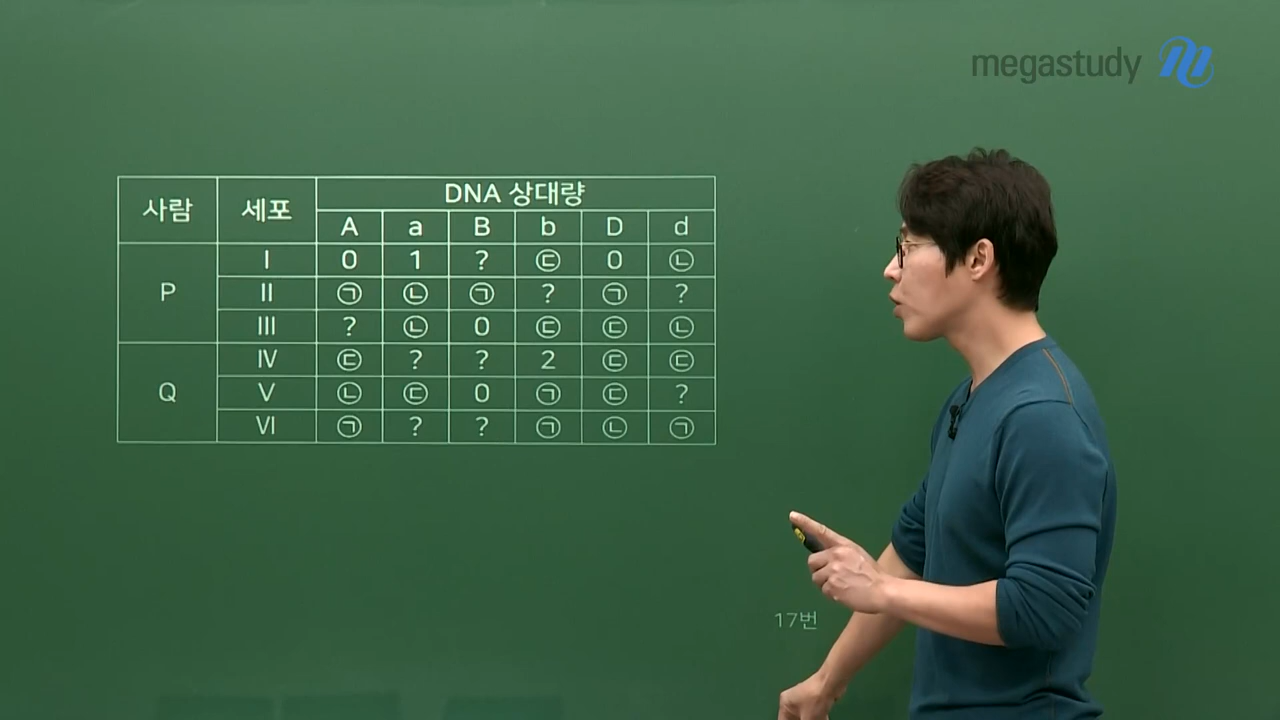 megastudy
사람 세포 DNA 상대량
A a B b D d
P I 0 1 ? ㉢ 0 ㉡
II ㉠ ㉡ ㉠ ? ㉠ ?
III ? ㉡ 0 ㉢ ㉢ ㉡
Q IV ㉢ ? ? 2 ㉢ ㉢
V ㉡ ㉢ 0 ㉠ ㉢ ?
VI ㉠ ? ? ㉠ ㉡ ㉠
17번